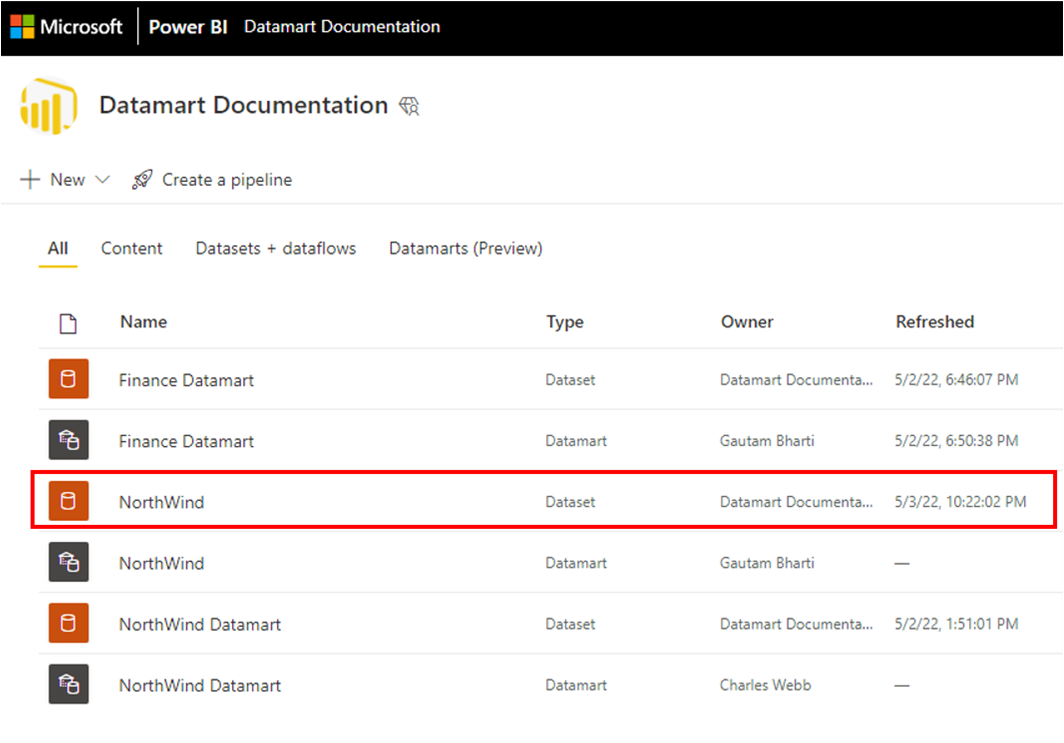 Microsoft Power BI Datamart Documentation
Datamart Documentation
New Create a pipeline
All Content Datasets + dataflows Datamarts (Preview)
Name Type Owner Refreshed
Finance Datamart Dataset Datamart Documenta... 5/2/22, 6:46:07 PM
Finance Datamart Datamart Gautam Bharti 5/2/22, 6:50:38 PM
NorthWind Dataset Datamart Documenta... 5/3/22, 10:22:02 PM
NorthWind Datamart Gautam Bharti —
NorthWind Datamart Dataset Datamart Documenta... 5/2/22, 1:51:01 PM
NorthWind Datamart Datamart Charles Webb —